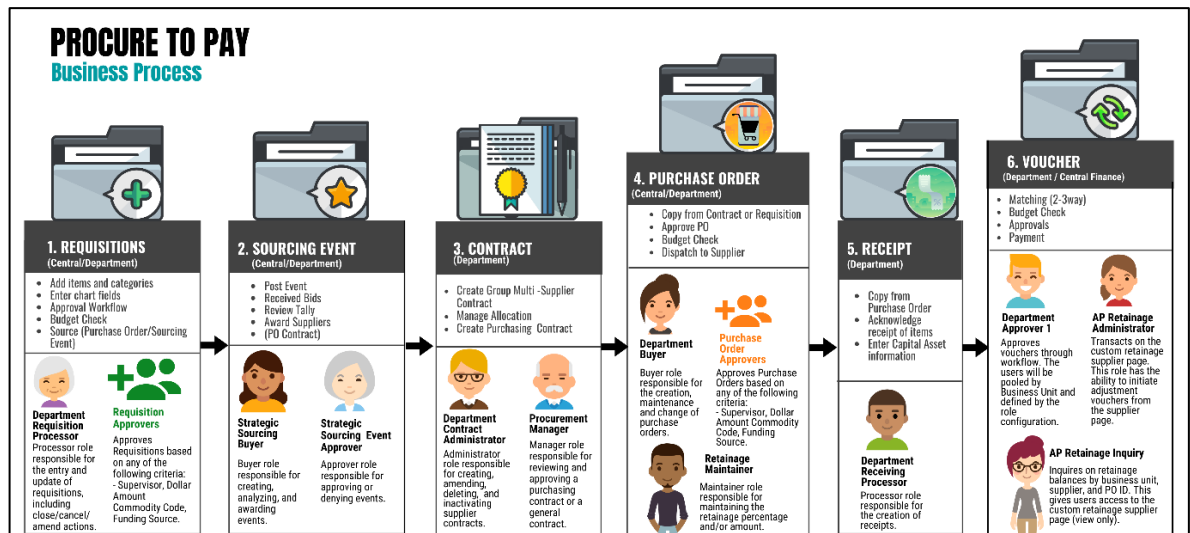 PROCURE TO PAY
Business Process
1. REQUISITIONS
(Central/Department)
• Add items and categories
• Enter chart fields
• Approval Workflow
• Budget Check
• Source (Purchase Order/Sourcing
Event)
Department
Requisition
Processor
Processor role
responsible for
the entry and
update of
requisitions,
including
close/cancel/
amend actions.
Requisition
Approvers
Approves
Requisitions based
on any of the
following criteria:
- Supervisor, Dollar
Amount
Commodity Code,
Funding Source.
2. SOURCING EVENT
(Central/Department)
• Post Event
• Received Bids
• Review Tally
• Award Suppliers
• (PO Contract)
Strategic
Sourcing
Buyer
Buyer role
responsible for
creating,
analyzing, and
awarding
events.
Strategic
Sourcing Event
Approver
Approver role
responsible for
approving or
denying events.
3. CONTRACT
(Department)
• Create Group Multi -Supplier
Contract
• Manage Allocation
• Create Purchasing Contract
Department
Contract
Administrator
Administrator
role responsible
for creating,
amending,
deleting, and
inactivating
supplier
contracts.
Procurement
Manager
Manager role
responsible for
reviewing and
approving a
purchasing
contract or a
general
contract.
4. PURCHASE ORDER
(Central/Department)
• Copy from Contract or Requisition
• Approve PO
• Budget Check
• Dispatch to Supplier
Department
Buyer
Buyer role
responsible for
the creation,
maintenance
and change of
purchase
orders.
Purchase
Order
Approvers
Approves Purchase
Orders based on
any of the following
criteria:
- Supervisor, Dollar
Amount Commodity
Code, Funding
Source.
Retainage
Maintainer
Maintainer role
responsible for
maintaining the
retainage percentage
and/or amount.
5. RECEIPT
(Department)
• Copy from
Purchase Order
• Acknowledge
receipt of items
• Enter Capital Asset
information
Department
Receiving
Processor
Processor role
responsible for
the creation of
receipts.
6. VOUCHER
(Department / Central Finance)
• Matching (2-3way)
• Budget Check
• Approvals
• Payment
Department
Approver 1
Approves
vouchers through
workflow. The
users will be
pooled by
Business Unit and
defined by the
role
configuration.
AP Retainage
Administrator
Transacts on the
custom retainage
supplier page.
This role has the
ability to initiate
adjustment
vouchers from
the supplier
page.
AP Retainage Inquiry
Inquires on retainage
balances by business unit,
supplier, and PO ID. This
gives users access to the
custom retainage supplier
page (view only).